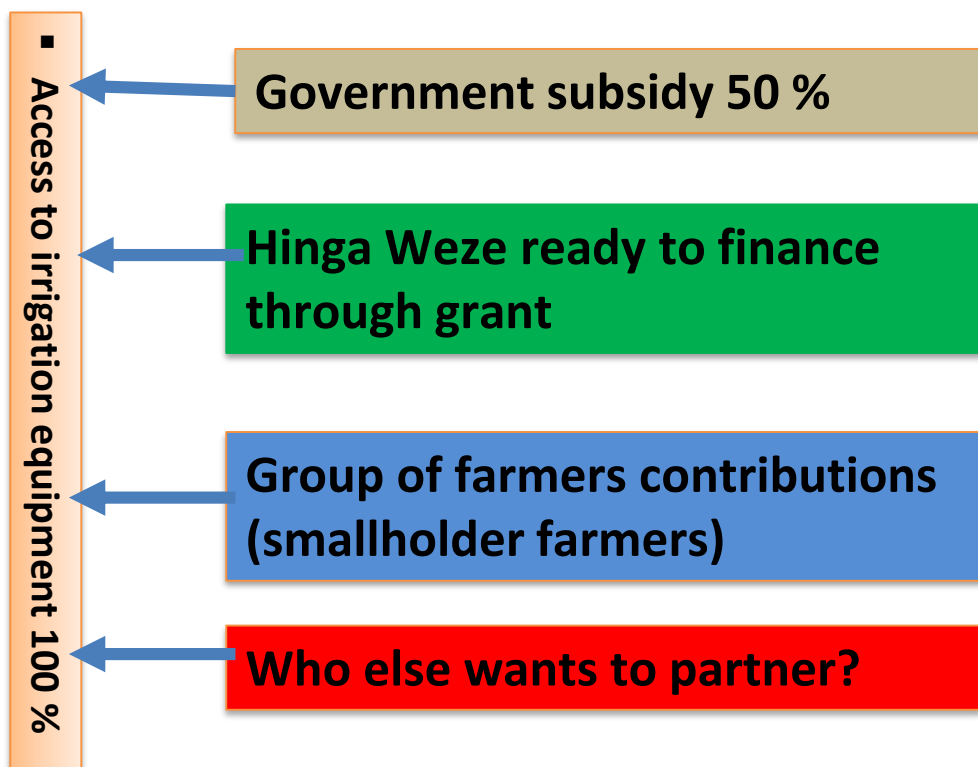 ▪ Access to irrigation equipment 100 %
Government subsidy 50 %
Hinga Weze ready to finance
through grant
Group of farmers contributions
(smallholder farmers)
Who else wants to partner?